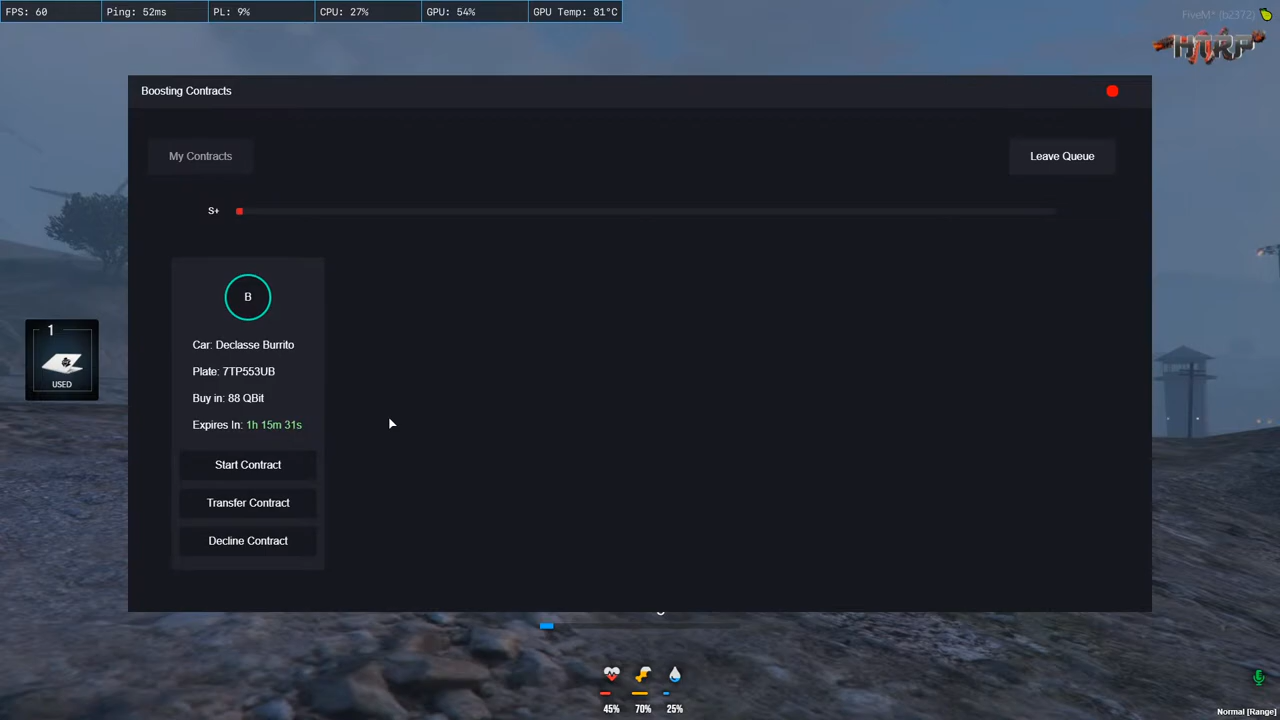 FPS: 60 Ping: 52ms PL: 9% CPU: 27% GPU: 54% GPU Temp: 81°C
FiveM* (b2372)
HTRP
Boosting Contracts
My Contracts
Leave Queue
S+
B
Car: Declasse Burrito
Plate: 7TP553UB
Buy in: 88 QBit
Expires In: 1h 15m 31s
Start Contract
Transfer Contract
Decline Contract
1
USED
45% 70% 25%
Normal [Range]